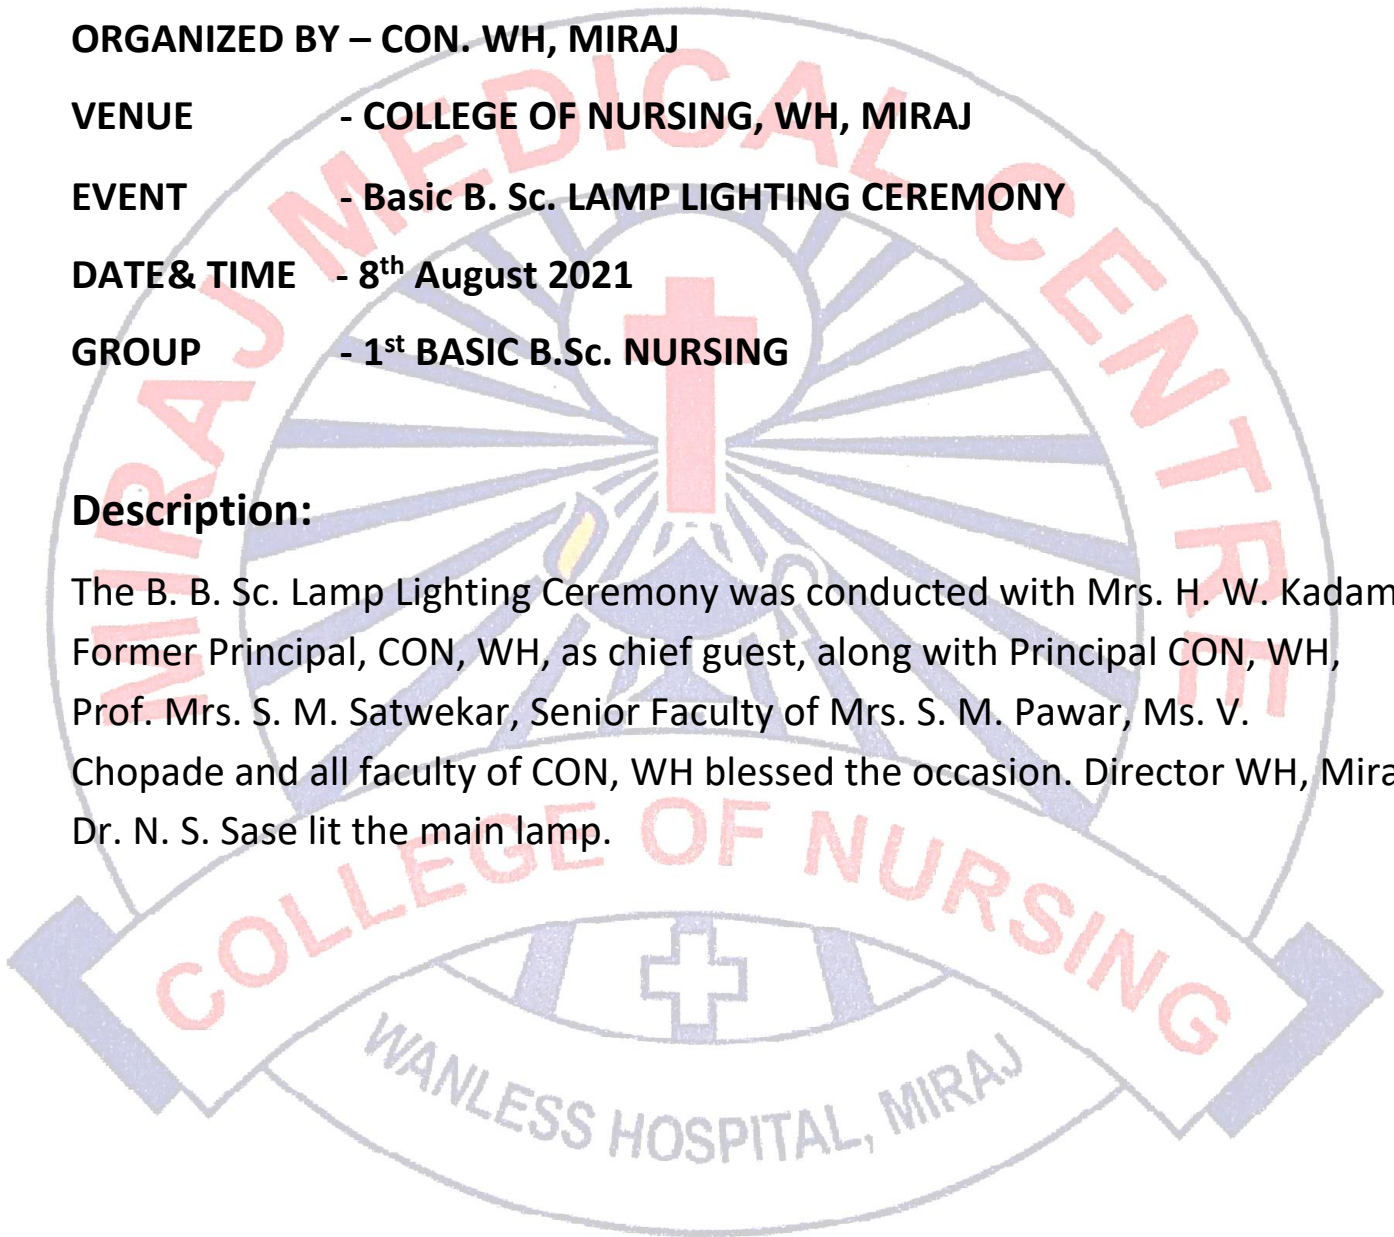 ORGANIZED BY – CON. WH, MIRAJ
VENUE - COLLEGE OF NURSING, WH, MIRAJ
EVENT - Basic B. Sc. LAMP LIGHTING CEREMONY
DATE& TIME - 8th August 2021
GROUP - 1st BASIC B.Sc. NURSING
Description:
The B. B. Sc. Lamp Lighting Ceremony was conducted with Mrs. H. W. Kadam
Former Principal, CON, WH, as chief guest, along with Principal CON, WH,
Prof. Mrs. S. M. Satwekar, Senior Faculty of Mrs. S. M. Pawar, Ms. V.
Chopade and all faculty of CON, WH blessed the occasion. Director WH, Mira
Dr. N. S. Sase lit the main lamp.
MIRAJ MEDICAL CENTRE
COLLEGE OF NURSING
WANLESS HOSPITAL, MIRAJ